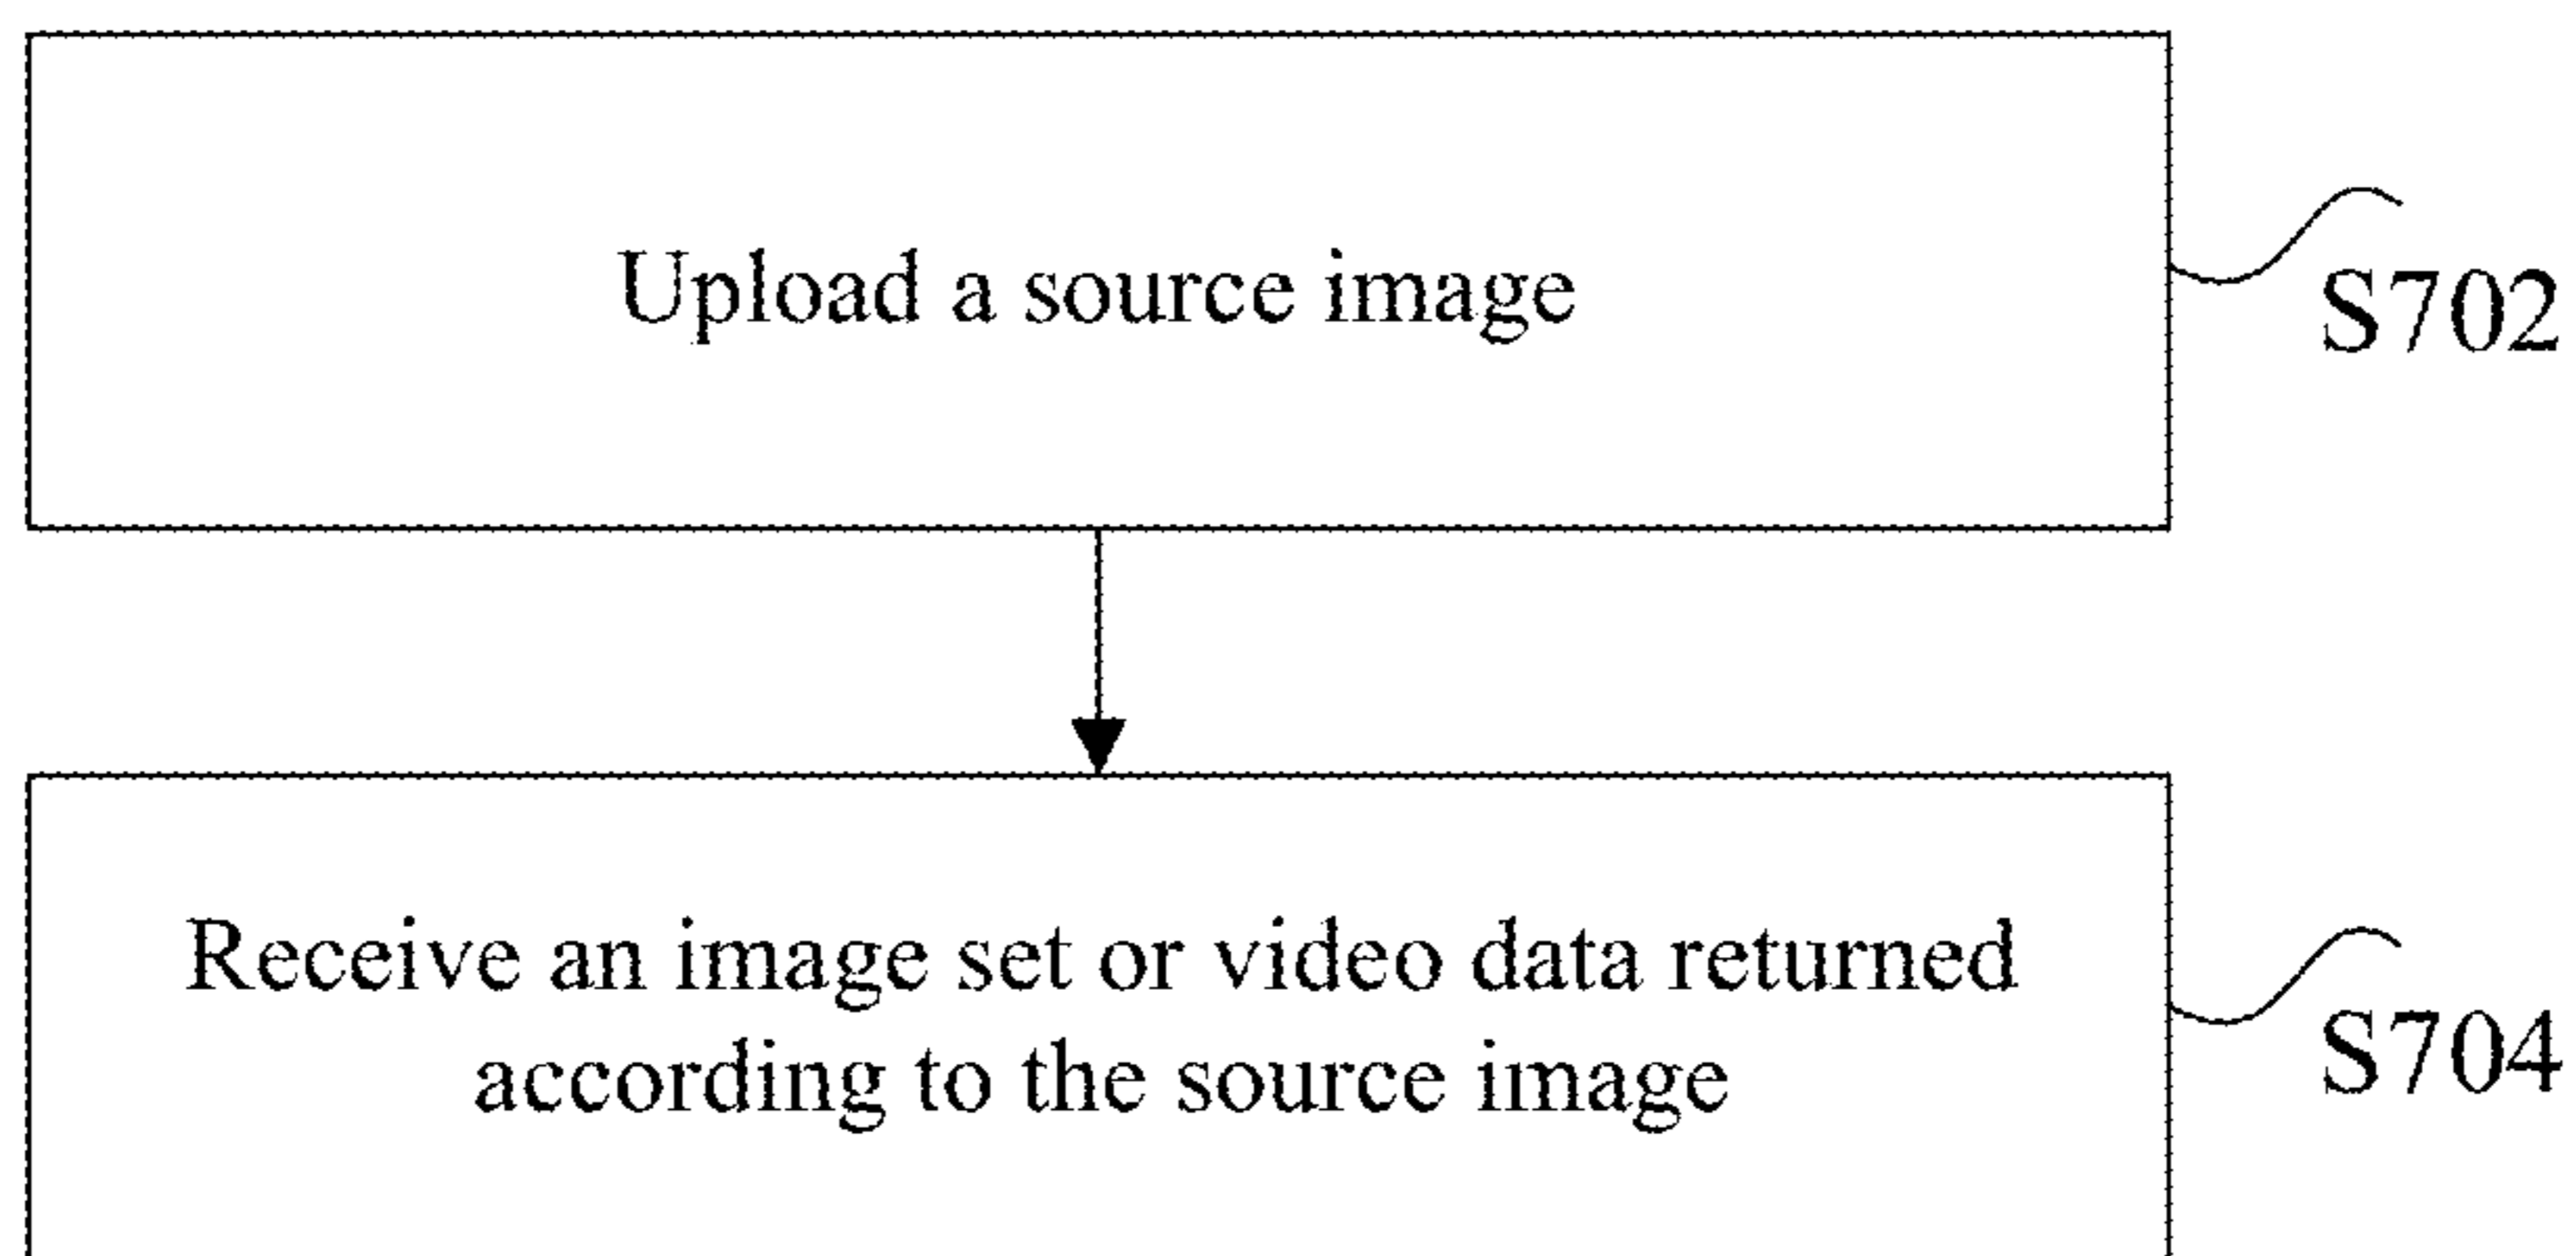 Upload a source image
S702
Receive an image set or video data returned
according to the source image
S704